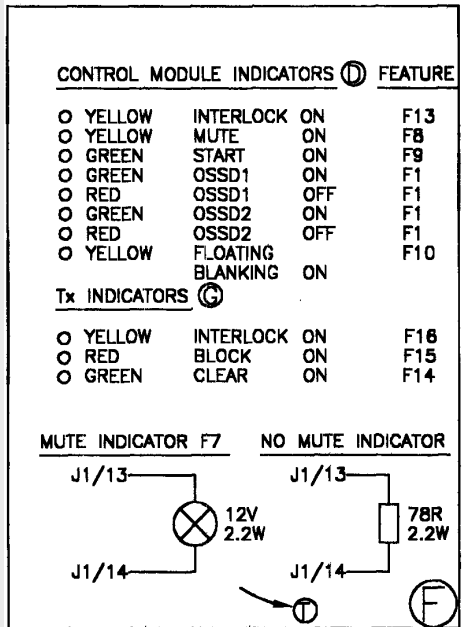 CONTROL MODULE INDICATORS D FEATURE
YELLOW INTERLOCK ON F13
YELLOW MUTE ON F8
GREEN START ON F9
GREEN OSSD1 ON F1
RED OSSD1 OFF F1
GREEN OSSD2 ON F1
RED OSSD2 OFF F1
YELLOW FLOATING F10
BLANKING ON
Tx INDICATORS G
YELLOW INTERLOCK ON F16
RED BLOCK ON F15
GREEN CLEAR ON F14
MUTE INDICATOR F7 NO MUTE INDICATOR
J1/13 J1/13
12V 78R
2.2W 2.2W
J1/14 J1/14
T F